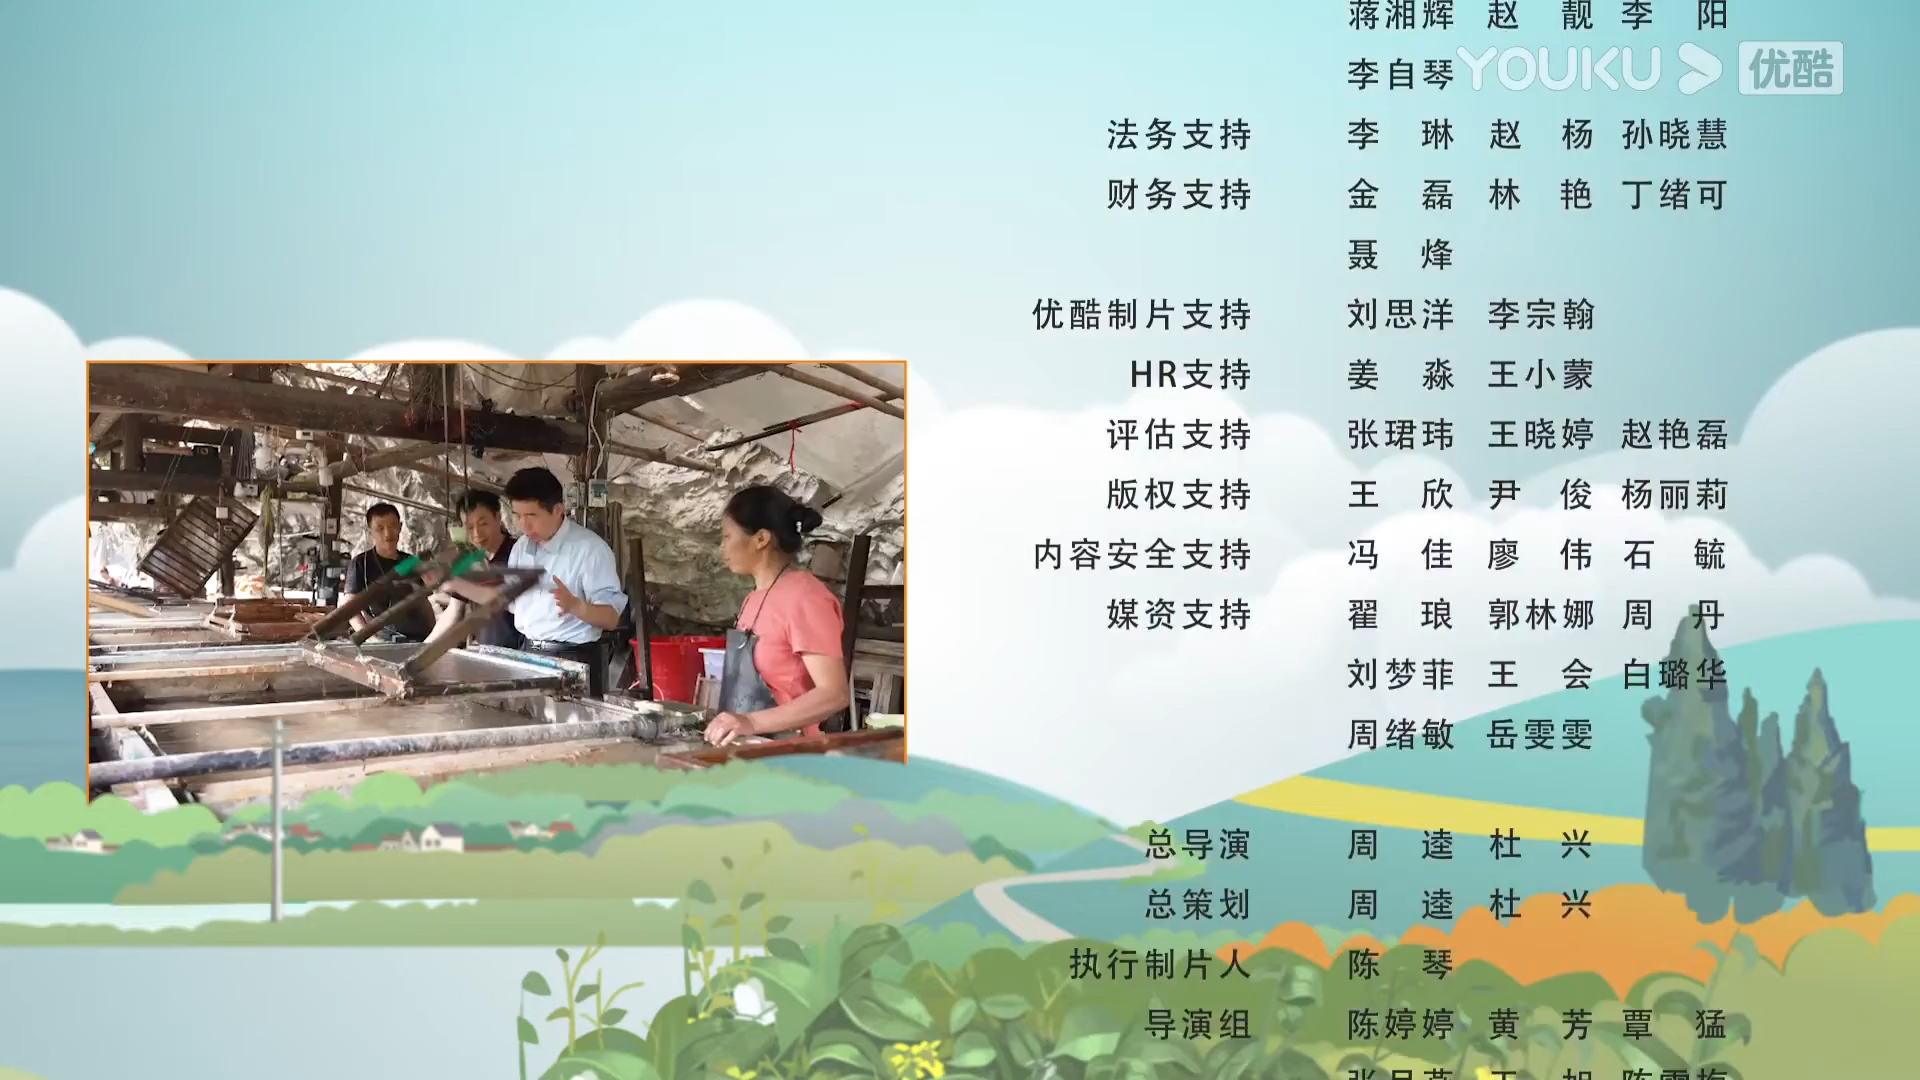 蒋湘辉 赵靓 李阳
李自琴
YOUKU 优酷
法务支持 李琳 赵杨 孙晓慧
财务支持 金磊 林艳 丁绪可
聂烽
优酷制片支持 刘思洋 李宗翰
HR支持 姜淼 王小蒙
评估支持 张珺玮 王晓婷 赵艳磊
版权支持 王欣 尹俊 杨丽莉
内容安全支持 冯佳 廖伟 石毓
媒资支持 翟琅 郭林娜 周丹
刘梦菲 王会 白璐华
周绪敏 岳雯雯
总导演 周逵 杜兴
总策划 周逵 杜兴
执行制片人 陈琴
导演组 陈婷婷 黄芳 覃猛